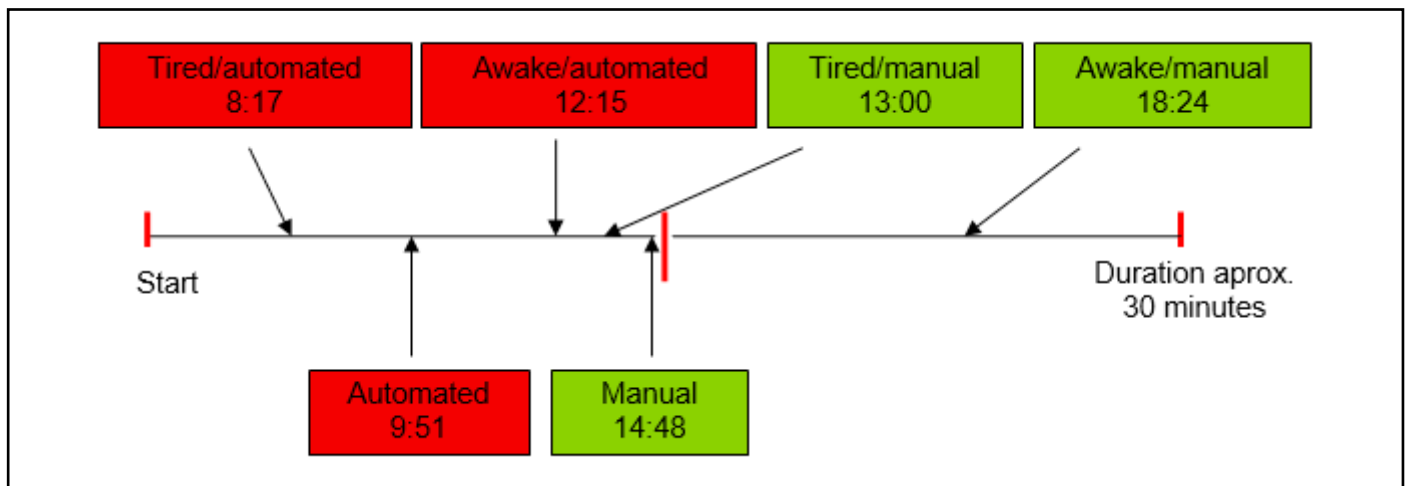 Tired/automated
8:17
Awake/automated
12:15
Tired/manual
13:00
Awake/manual
18:24
Start
Duration aprox.
30 minutes
Automated
9:51
Manual
14:48